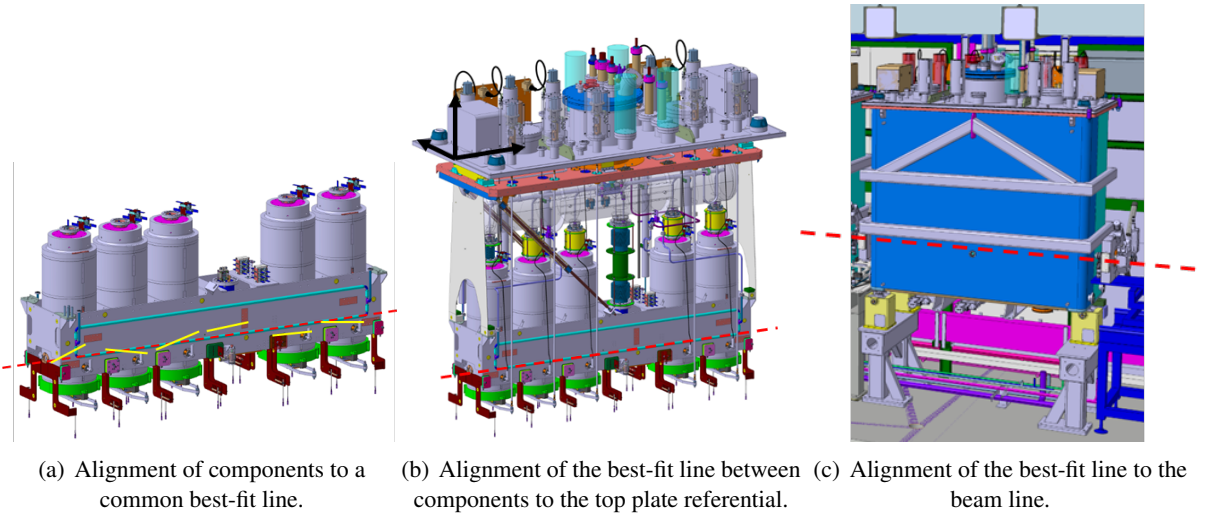 (a) Alignment of components to a
common best-fit line.
(b) Alignment of the best-fit line between
components to the top plate referential.
(c) Alignment of the best-fit line to the
beam line.